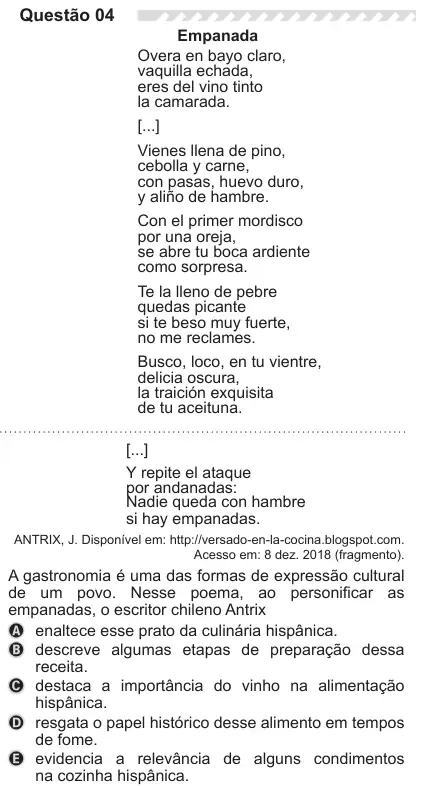 Questão 04
Empanada
Overa en bayo claro,
vaquilla echada,
eres del vino tinto
la camarada.
[...]
Vienes llena de pino,
cebolla y carne,
con pasas, huevo duro,
y aliño de hambre.
Con el primer mordisco
por una oreja,
se abre tu boca ardiente
como sorpresa.
Te la lleno de pebre
quedas picante
si te beso muy fuerte,
no me reclames.
Busco, loco, en tu vientre,
delicia oscura,
la traición exquisita
de tu aceituna.
[...]
Y repite el ataque
por andanadas:
Nadie queda con hambre
si hay empanadas.
ANTRIX, J. Disponível em: http://versado-en-la-cocina.blogspot.com.
Acesso em: 8 dez. 2018 (fragmento).
A gastronomia é uma das formas de expressão cultural
de um povo. Nesse poema, ao personificar as
empanadas, o escritor chileno Antrix
A enaltece esse prato da culinária hispânica.
B descreve algumas etapas de preparação dessa
receita.
C destaca a importância do vinho na alimentação
hispânica.
D resgata o papel histórico desse alimento em tempos
de fome.
E evidencia a relevância de alguns condimentos
na cozinha hispânica.